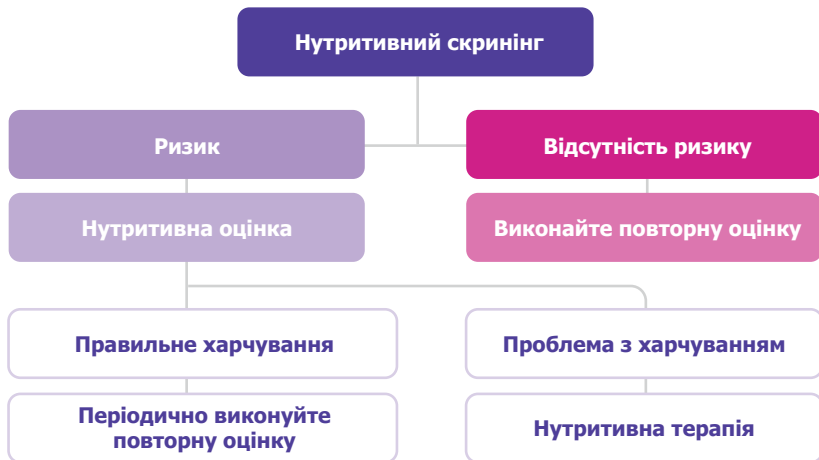 Нутритивний скринінг
Ризик
Відсутність ризику
Нутритивна оцінка
Виконайте повторну оцінку
Правильне харчування
Проблема з харчуванням
Періодично виконуйте
повторну оцінку
Нутритивна терапія